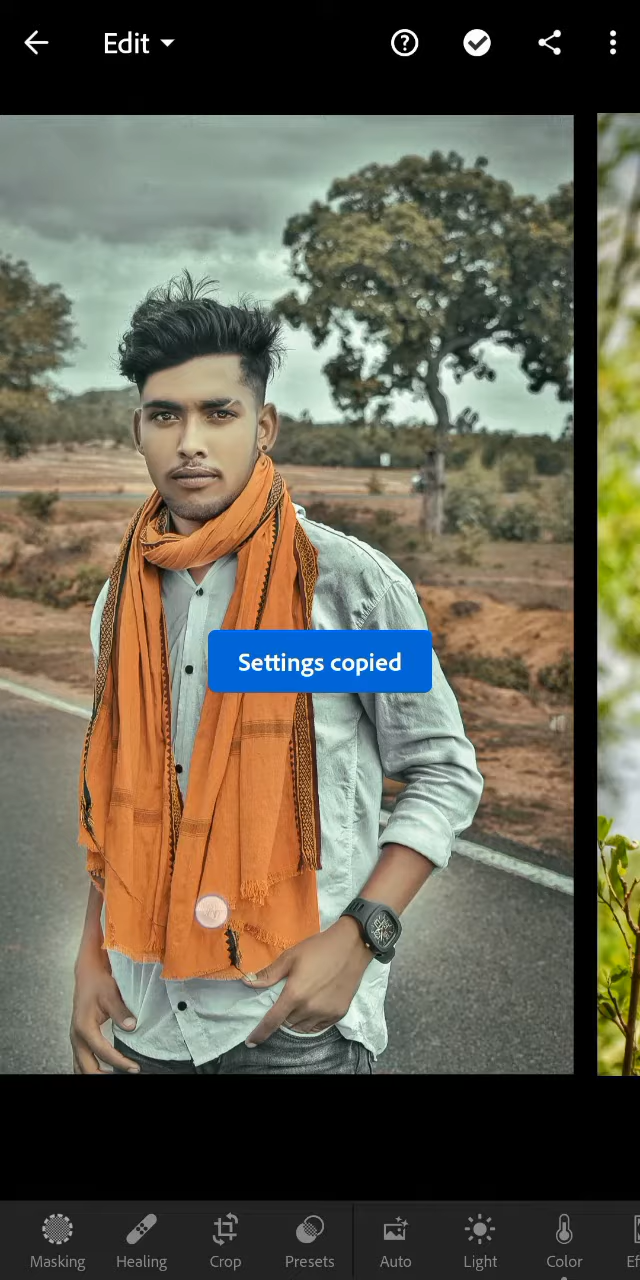 Edit
Settings copied
Masking
Healing
Crop
Presets
Auto
Light
Color